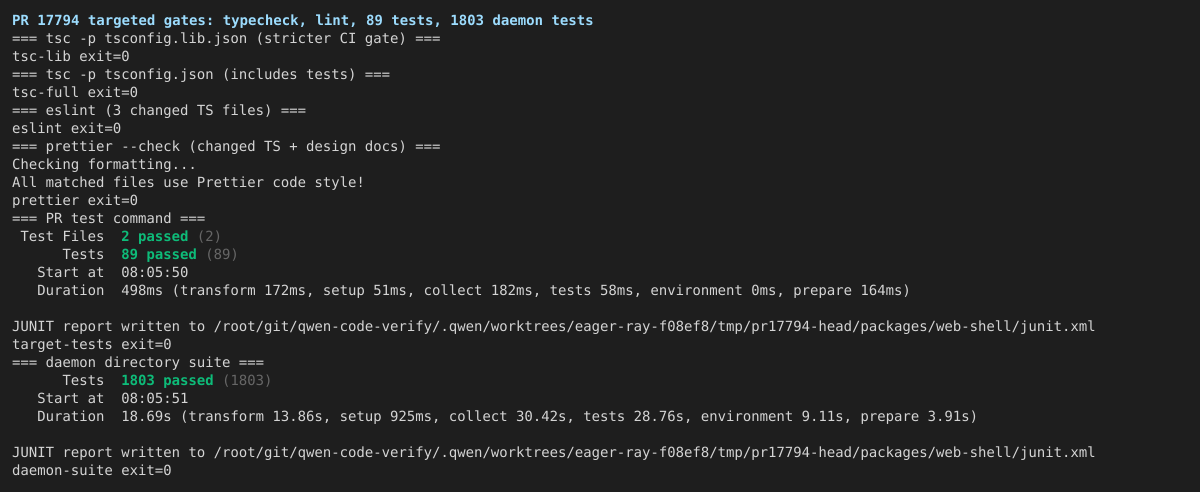 PR 17794 targeted gates: typecheck, lint, 89 tests, 1803 daemon tests
=== tsc -p tsconfig.lib.json (stricter CI gate) ===
tsc-lib exit=0
=== tsc -p tsconfig.json (includes tests) ===
tsc-full exit=0
=== eslint (3 changed TS files) ===
eslint exit=0
=== prettier --check (changed TS + design docs) ===
Checking formatting...
All matched files use Prettier code style!
prettier exit=0
=== PR test command ===
Test Files  2 passed (2)
Tests  89 passed (89)
Start at  08:05:50
Duration  498ms (transform 172ms, setup 51ms, collect 182ms, tests 58ms, environment 0ms, prepare 164ms)
JUNIT report written to /root/git/qwen-code-verify/.qwen/worktrees/eager-ray-f08ef8/tmp/pr17794-head/packages/web-shell/junit.xml
target-tests exit=0
=== daemon directory suite ===
Tests  1803 passed (1803)
Start at  08:05:51
Duration  18.69s (transform 13.86s, setup 925ms, collect 30.42s, tests 28.76s, environment 9.11s, prepare 3.91s)
JUNIT report written to /root/git/qwen-code-verify/.qwen/worktrees/eager-ray-f08ef8/tmp/pr17794-head/packages/web-shell/junit.xml
daemon-suite exit=0